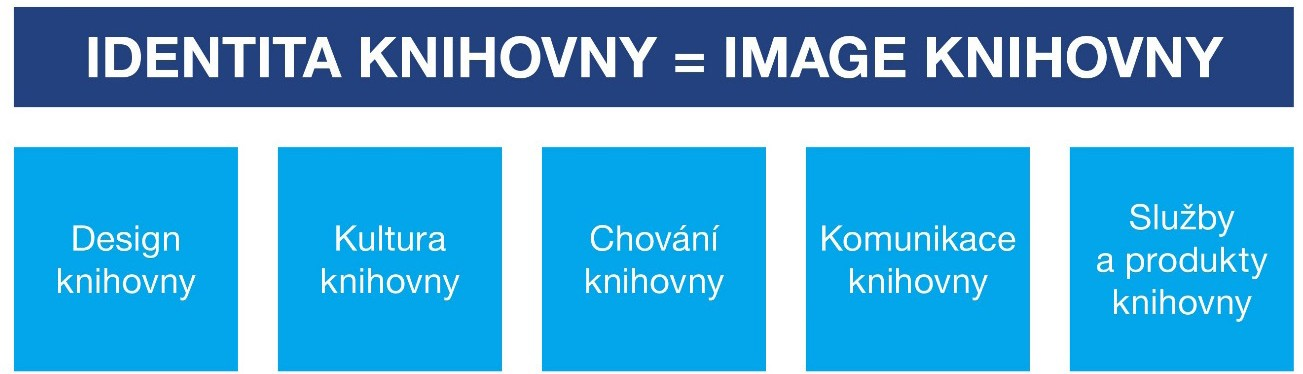 IDENTITA KNIHOVNY = IMAGE KNIHOVNY
Design
knihovny
Kultura
knihovny
Chování
knihovny
Komunikace
knihovny
Služby
a produkty
knihovny